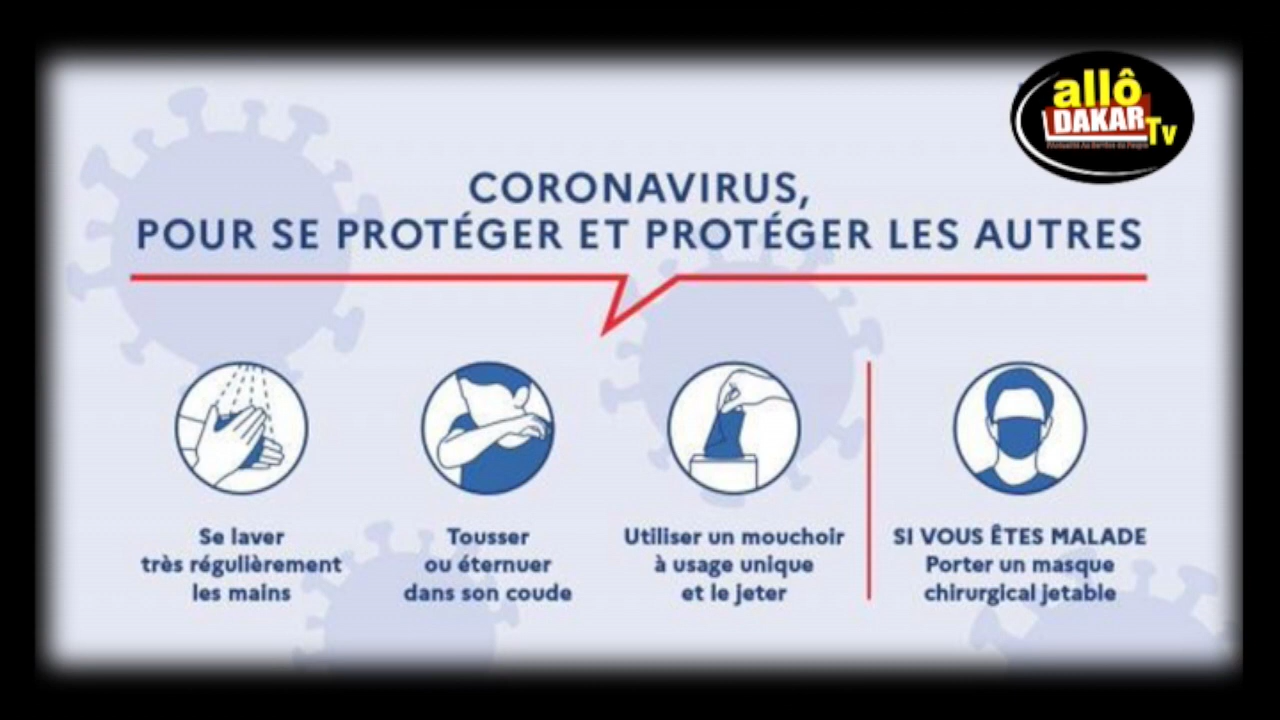 allô
DAKAR
Tv
CORONAVIRUS,
POUR SE PROTÉGER ET PROTÉGER LES AUTRES
Se laver
très régulièrement
les mains
Tousser
ou éternuer
dans son coude
Utiliser un mouchoir
à usage unique
et le jeter
SI VOUS ÊTES MALADE
Porter un masque
chirurgical jetable